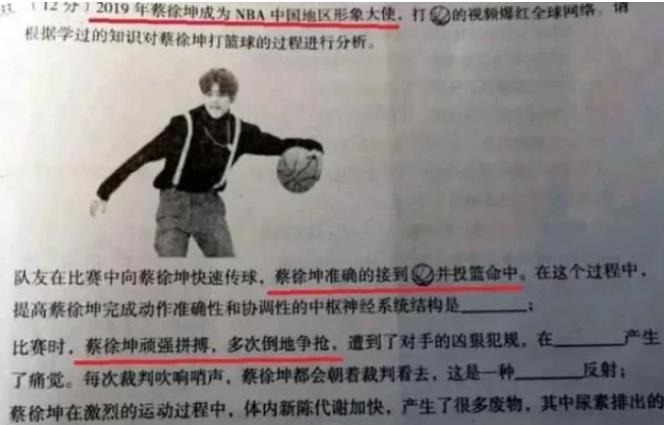 33. （12分）2019年蔡徐坤成为NBA中国地区形象大使，打的视频爆红全球网络。请
根据学过的知识对蔡徐坤打篮球的过程进行分析。
队友在比赛中向蔡徐坤快速传球，蔡徐坤准确的接到并投篮命中。在这个过程中，
提高蔡徐坤完成动作准确性和协调性的中枢神经系统结构是________；
比赛时，蔡徐坤顽强拼搏，多次倒地争抢，遭到了对手的凶狠犯规，在________产生
了痛觉。每次裁判吹响哨声，蔡徐坤都会朝着裁判看去，这是一种________反射；
蔡徐坤在激烈的运动过程中，体内新陈代谢加快，产生了很多废物，其中尿素排出的